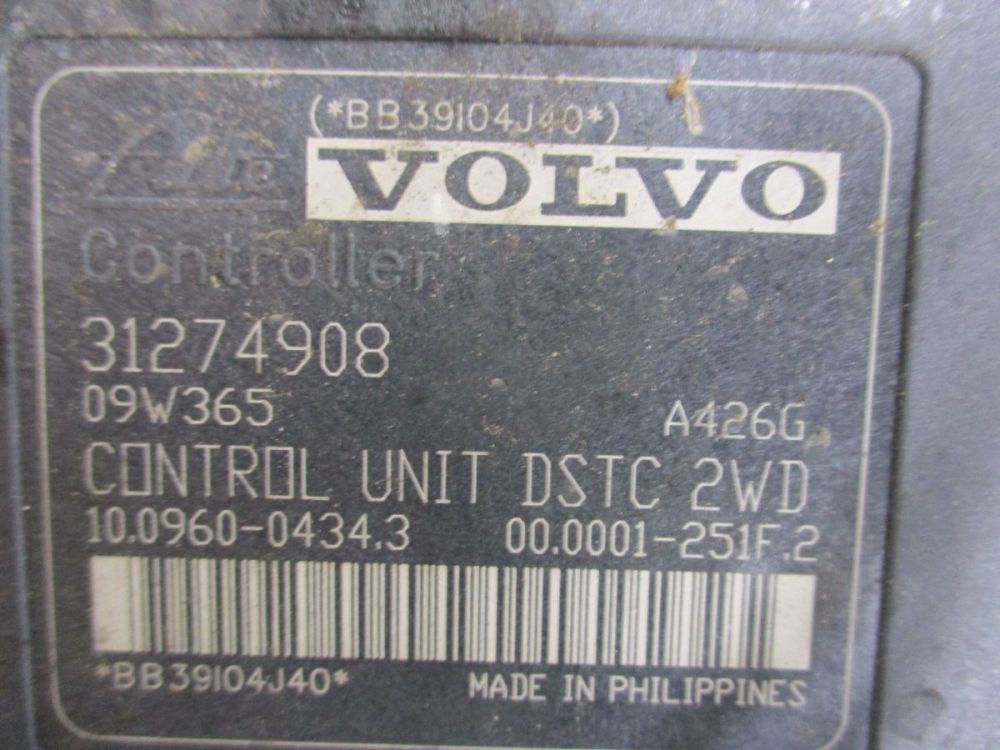 (*BB39104J40*)
VOLVO
Controller
31274908
09W365 A426G
CONTROL UNIT DSTC 2WD
10.0960-0434.3 00.0001-251F.2
*BB39104J40* MADE IN PHILIPPINES